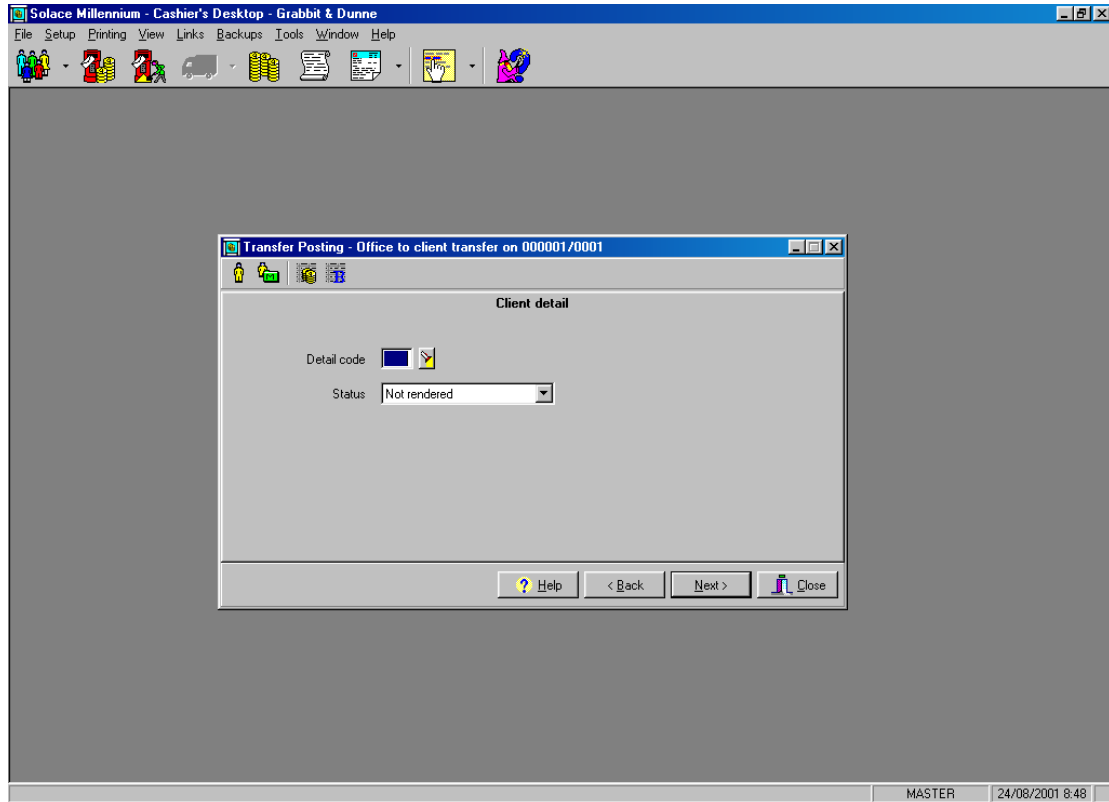 Solace Millennium - Cashier's Desktop - Grabbit & Dunne
File Setup Printing View Links Backups Tools Window Help
Transfer Posting - Office to client transfer on 000001/0001
Client detail
Detail code
Status Not rendered
? Help < Back Next > Close
MASTER 24/08/2001 8:48